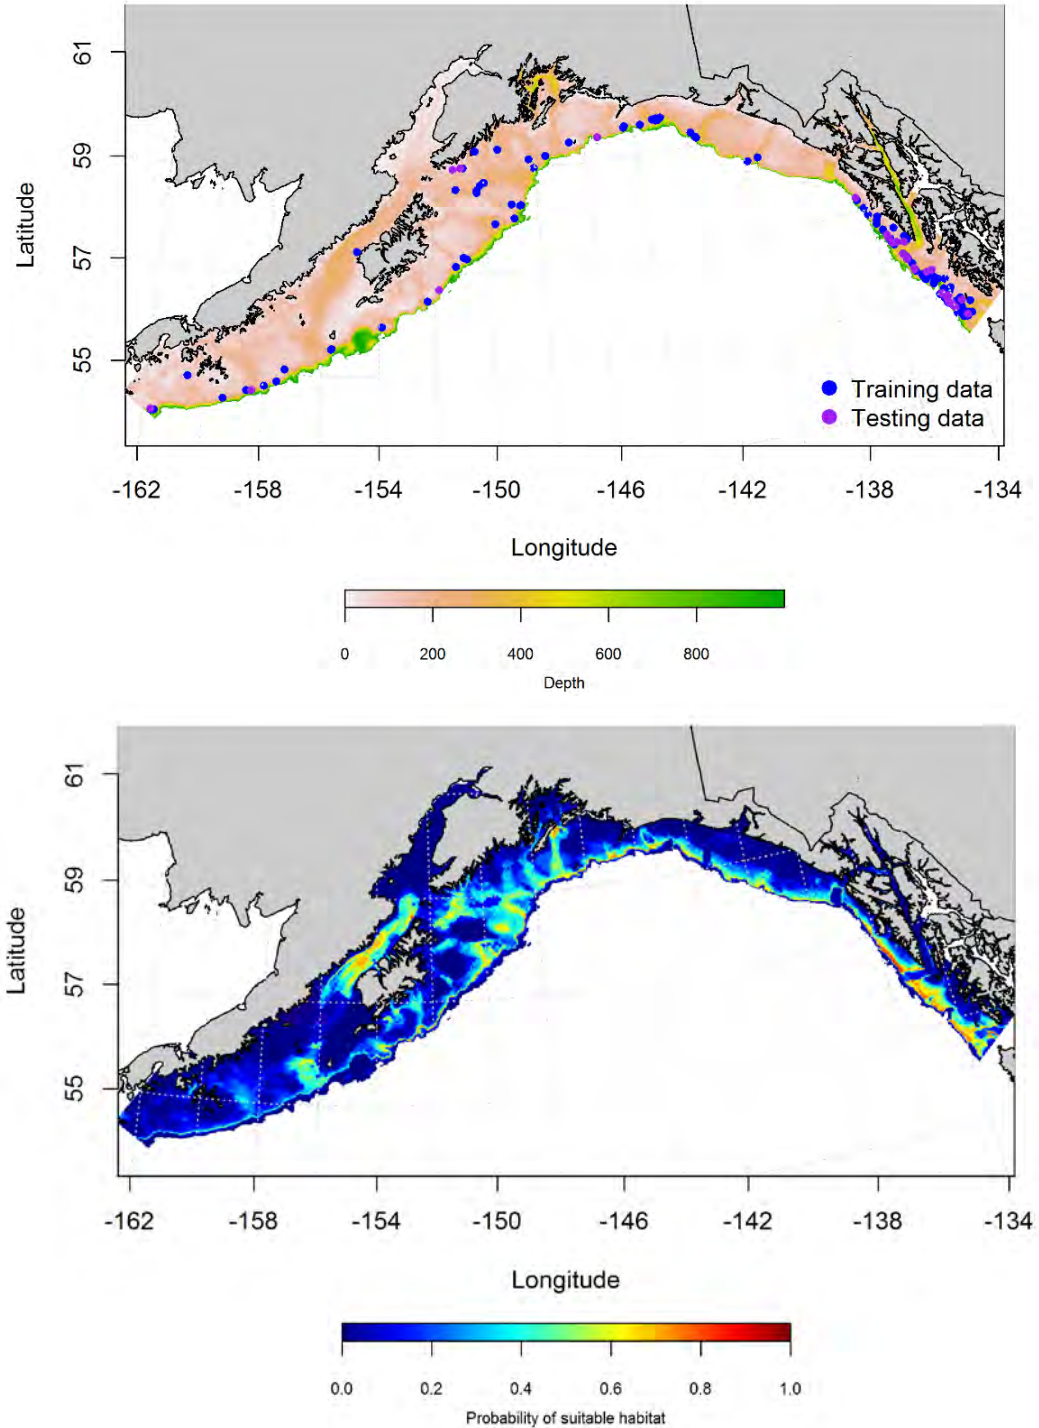 61
59
57
55
Latitude
Training data
Testing data
-162 -158 -154 -150 -146 -142 -138 -134
Longitude
0 200 400 600 800
Depth
61
59
57
55
Latitude
-162 -158 -154 -150 -146 -142 -138 -134
Longitude
0.0 0.2 0.4 0.6 0.8 1.0
Probability of suitable habitat